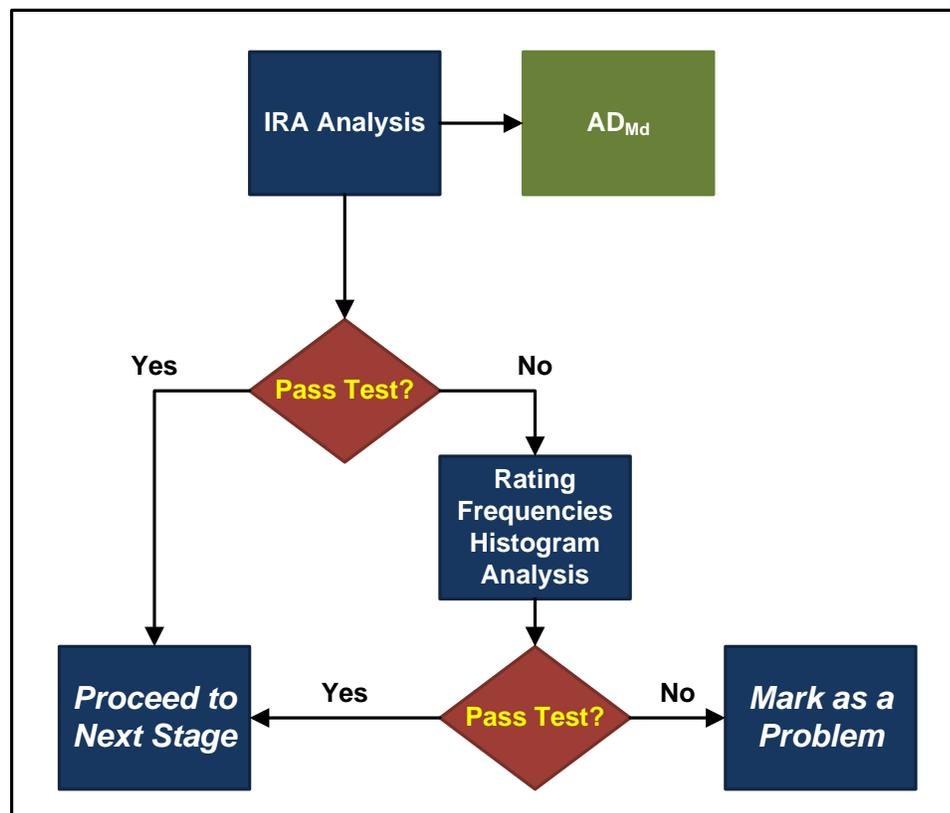 IRA Analysis
AD_Md
Yes
Pass Test?
No
Rating
Frequencies
Histogram
Analysis
Proceed to
Next Stage
Yes
Pass Test?
No
Mark as a
Problem